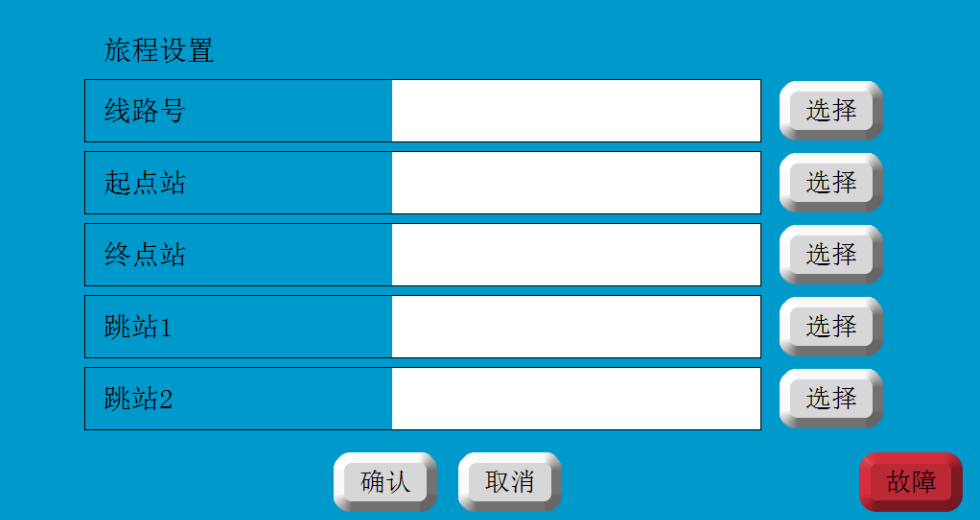 旅程设置
线路号 选择
起点站 选择
终点站 选择
跳站1 选择
跳站2 选择
确认 取消 故障